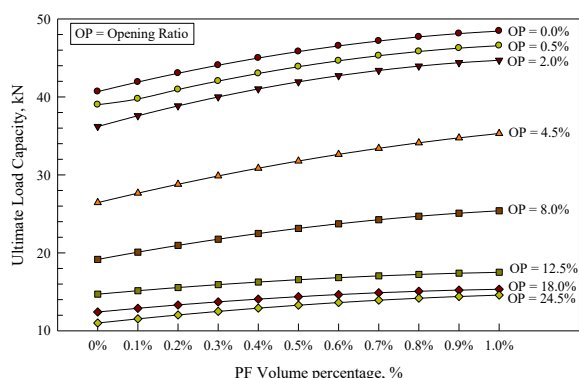 50
OP = Opening Ratio
OP = 0.0%
OP = 0.5%
OP = 2.0%
40
OP = 4.5%
30
OP = 8.0%
20
OP = 12.5%
OP = 18.0%
OP = 24.5%
10
Ultimate Load Capacity, kN
0% 0.1% 0.2% 0.3% 0.4% 0.5% 0.6% 0.7% 0.8% 0.9% 1.0%
PF Volume percentage, %